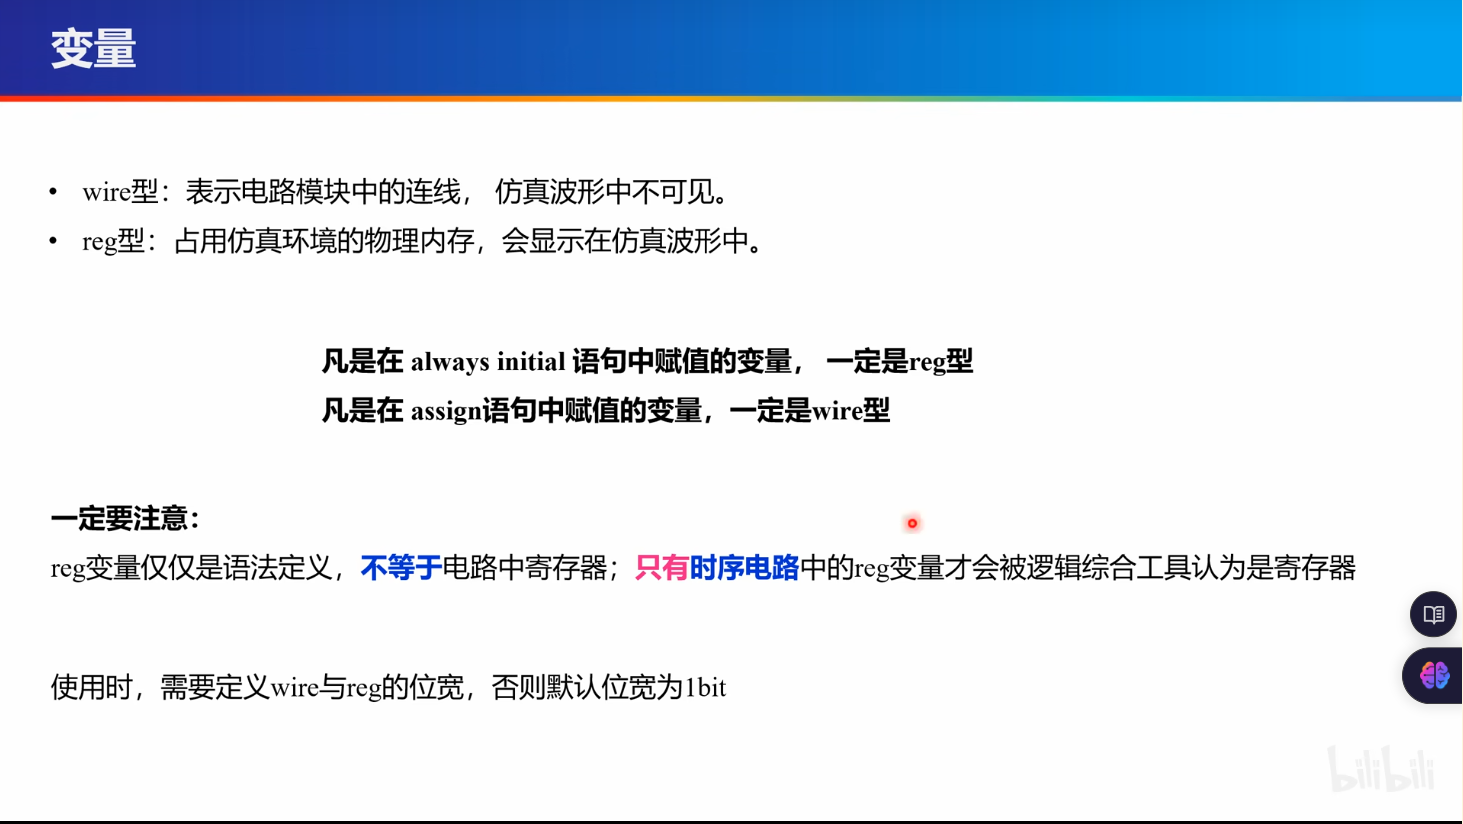 变量
• wire型：表示电路模块中的连线， 仿真波形中不可见。
• reg型：占用仿真环境的物理内存，会显示在仿真波形中。
凡是在 always initial 语句中赋值的变量， 一定是reg型
凡是在 assign语句中赋值的变量，一定是wire型
一定要注意：
reg变量仅仅是语法定义，不等于电路中寄存器；只有时序电路中的reg变量才会被逻辑综合工具认为是寄存器
使用时，需要定义wire与reg的位宽，否则默认位宽为1bit
bilibili